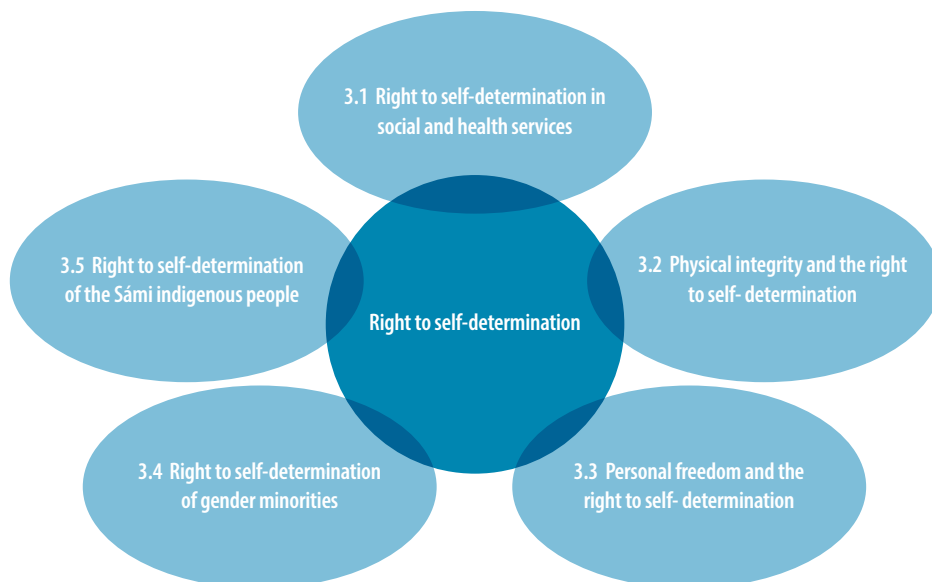 3.1 Right to self-determination in
social and health services
3.5 Right to self-determination
of the Sámi indigenous people
3.2 Physical integrity and the right
to self- determination
Right to self-determination
3.4 Right to self-determination
of gender minorities
3.3 Personal freedom and the
right to self- determination